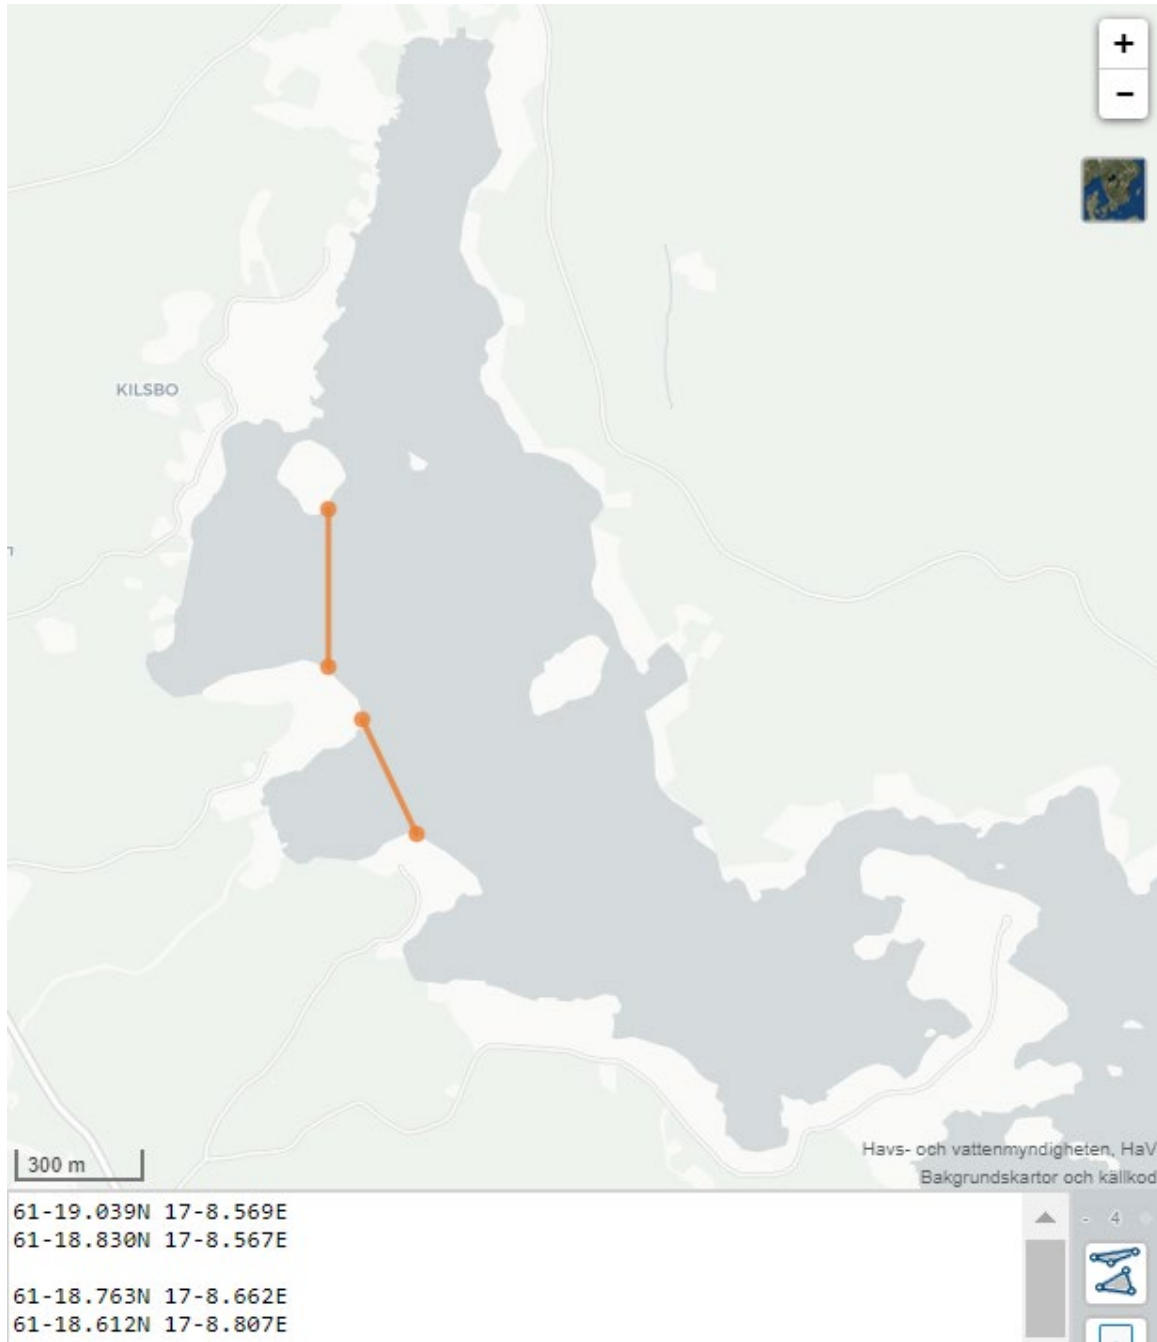 +
−
KILSBO
300 m
Havs- och vattenmyndigheten, HaV
Bakgrundskartor och källkod
61-19.039N 17-8.569E
61-18.830N 17-8.567E
61-18.763N 17-8.662E
61-18.612N 17-8.807E
- 4